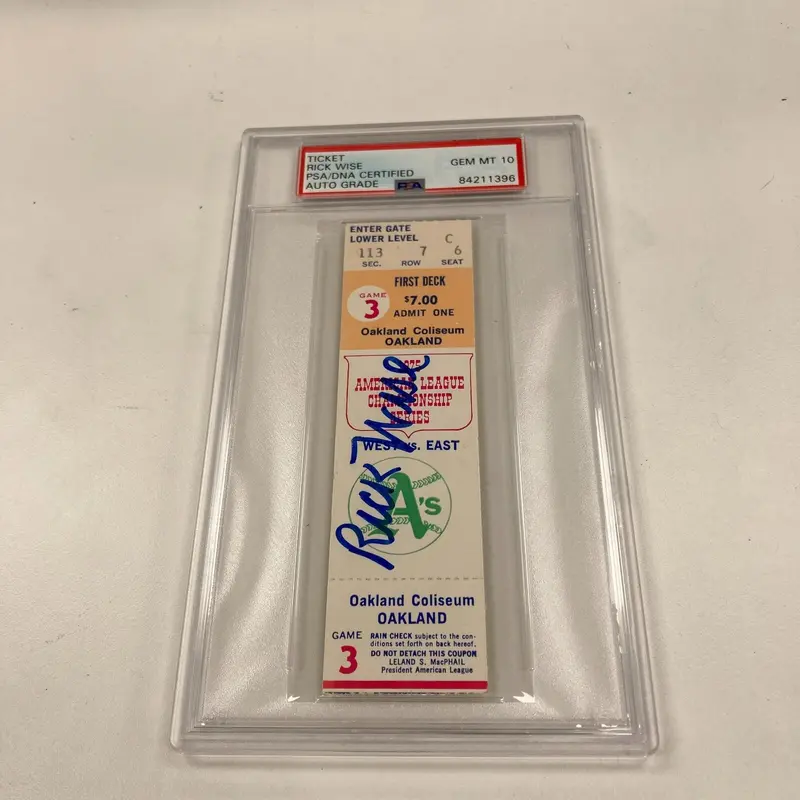 TICKET
RICK WISE
PSA/DNA CERTIFIED
AUTO GRADE
GEM MT 10
84211396
PSA
ENTER GATE C
LOWER LEVEL
113 7 6
SEC. ROW SEAT
FIRST DECK
GAME
3
$7.00
ADMIT ONE
Oakland Coliseum
OAKLAND
AMERICAN LEAGUE
CHAMPIONSHIP
SERIES
WEST vs. EAST
Rick Wise
A's
Oakland Coliseum
OAKLAND
GAME
3
RAIN CHECK subject to the con-
ditions set forth on back hereof.
DO NOT DETACH THIS COUPON
LELAND S. MacPHAIL
President American League